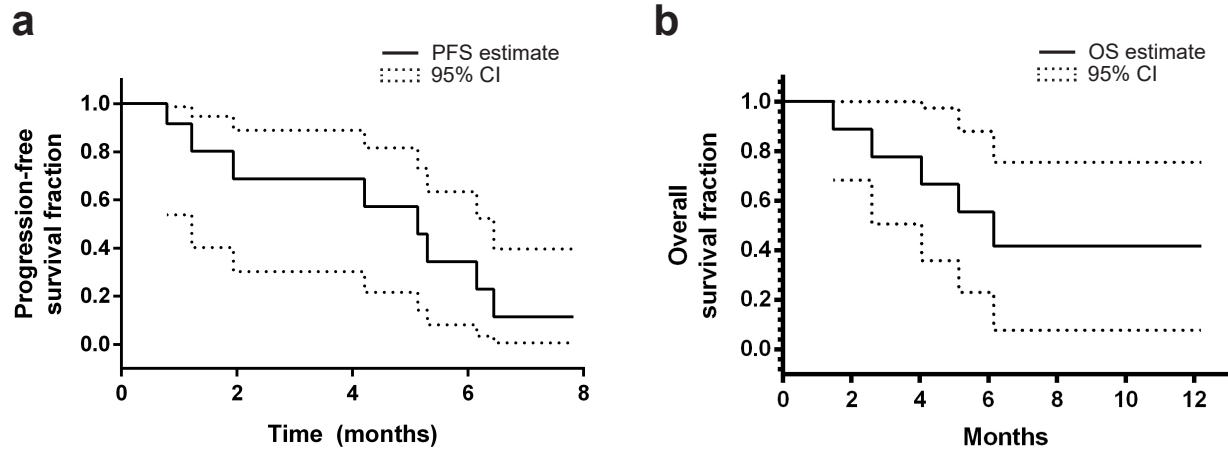 a
PFS estimate
95% CI
1.0
0.8
0.6
0.4
0.2
0.0
Progression-free
survival fraction
0 2 4 6 8
Time (months)
b
OS estimate
95% CI
1.0
0.8
0.6
0.4
0.2
0.0
Overall
survival fraction
0 2 4 6 8 10 12
Months